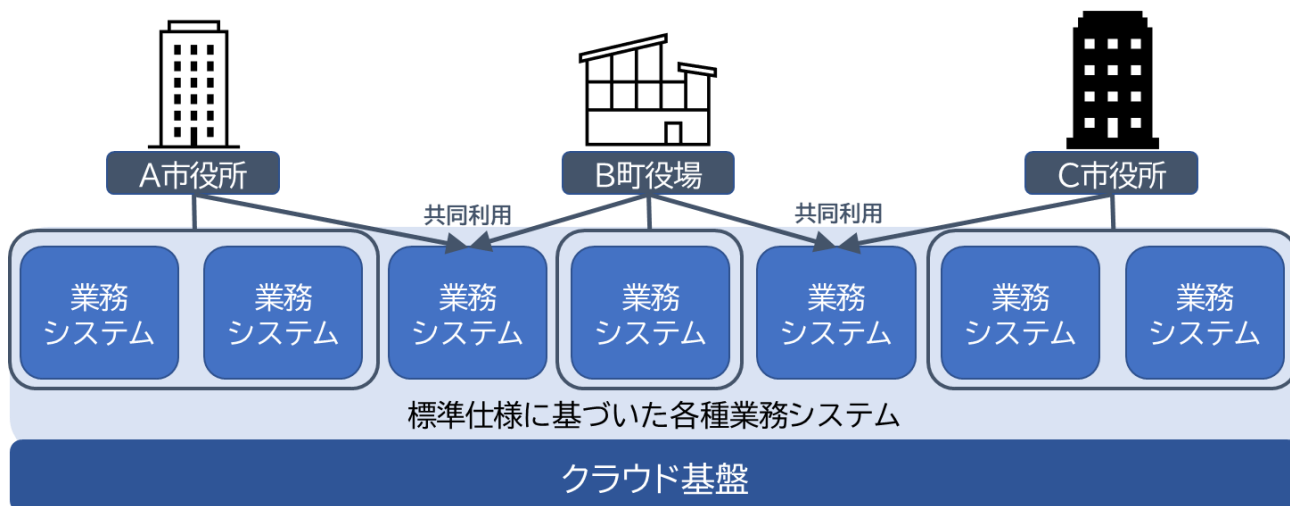 A市役所
B町役場
C市役所
共同利用
共同利用
業務
システム
業務
システム
業務
システム
業務
システム
業務
システム
業務
システム
業務
システム
標準仕様に基づいた各種業務システム
クラウド基盤